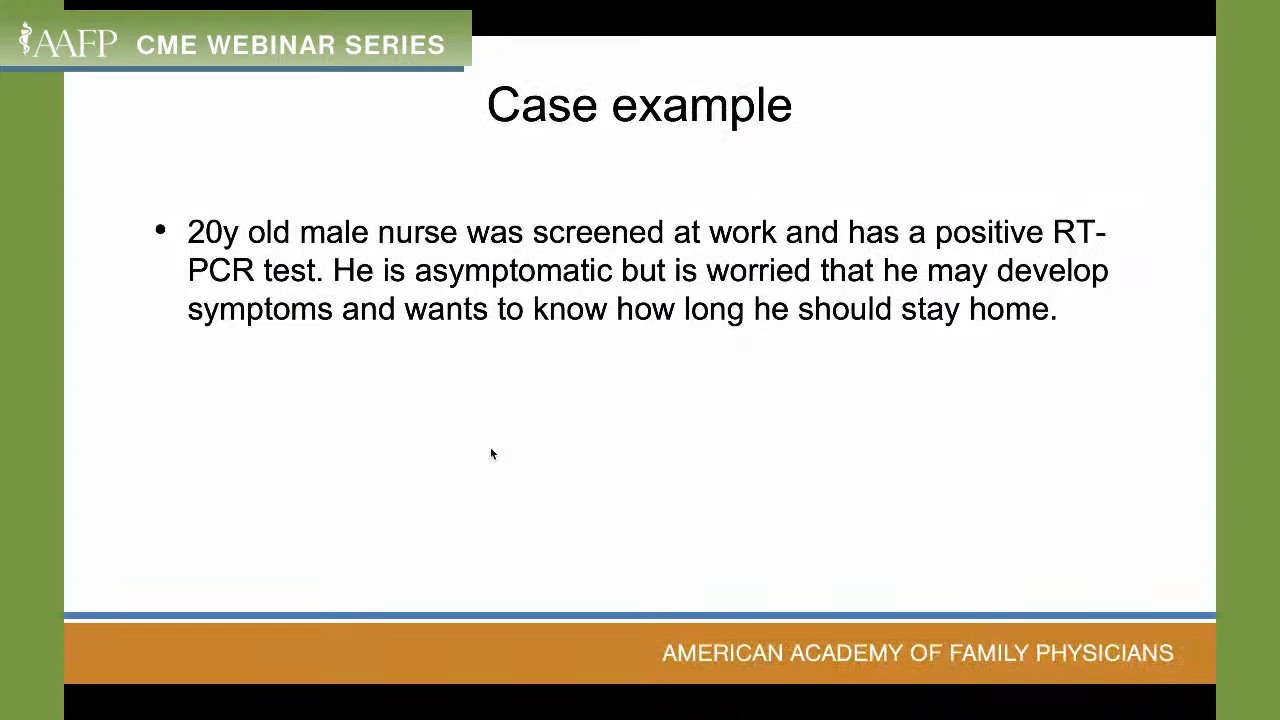 AAFP CME WEBINAR SERIES
Case example
• 20y old male nurse was screened at work and has a positive RT-
PCR test. He is asymptomatic but is worried that he may develop
symptoms and wants to know how long he should stay home.
AMERICAN ACADEMY OF FAMILY PHYSICIANS